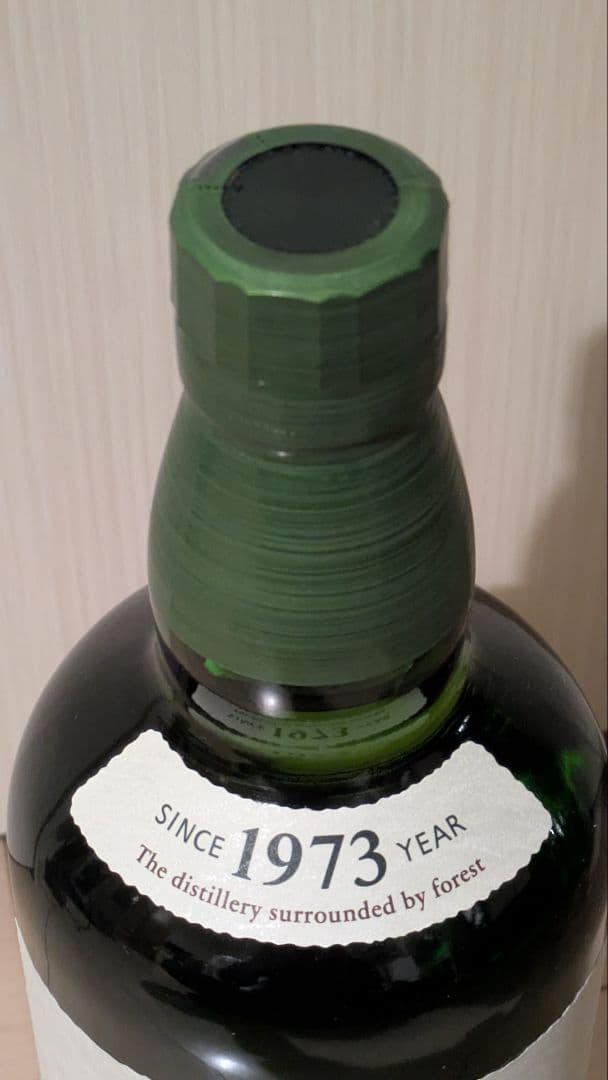 SINCE 1973 YEAR
The distillery surrounded by forest